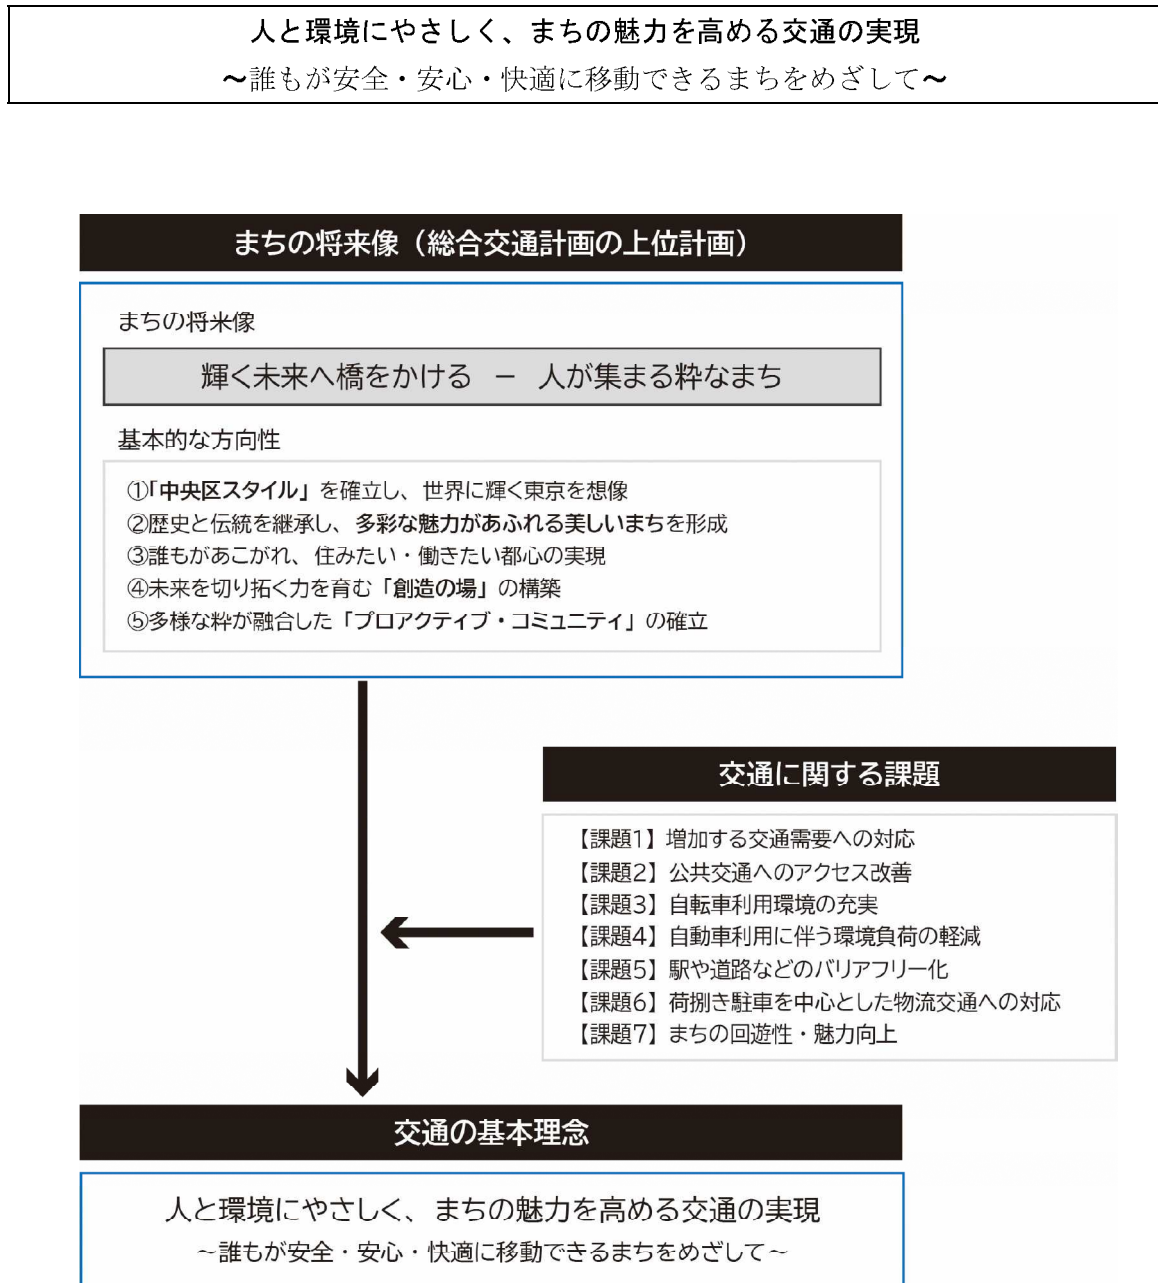 人と環境にやさしく、まちの魅力を高める交通の実現
～誰もが安全・安心・快適に移動できるまちをめざして～
まちの将来像（総合交通計画の上位計画）
まちの将来像
輝く未来へ橋をかける － 人が集まる粋なまち
基本的な方向性
①「中央区スタイル」を確立し、世界に輝く東京を想像
②歴史と伝統を継承し、多彩な魅力があふれる美しいまちを形成
③誰もがあこがれ、住みたい・働きたい都心の実現
④未来を切り拓く力を育む「創造の場」の構築
⑤多様な粋が融合した「プロアクティブ・コミュニティ」の確立
交通に関する課題
【課題1】増加する交通需要への対応
【課題2】公共交通へのアクセス改善
【課題3】自転車利用環境の充実
【課題4】自動車利用に伴う環境負荷の軽減
【課題5】駅や道路などのバリアフリー化
【課題6】荷捌き駐車を中心とした物流交通への対応
【課題7】まちの回遊性・魅力向上
交通の基本理念
人と環境にやさしく、まちの魅力を高める交通の実現
～誰もが安全・安心・快適に移動できるまちをめざして～